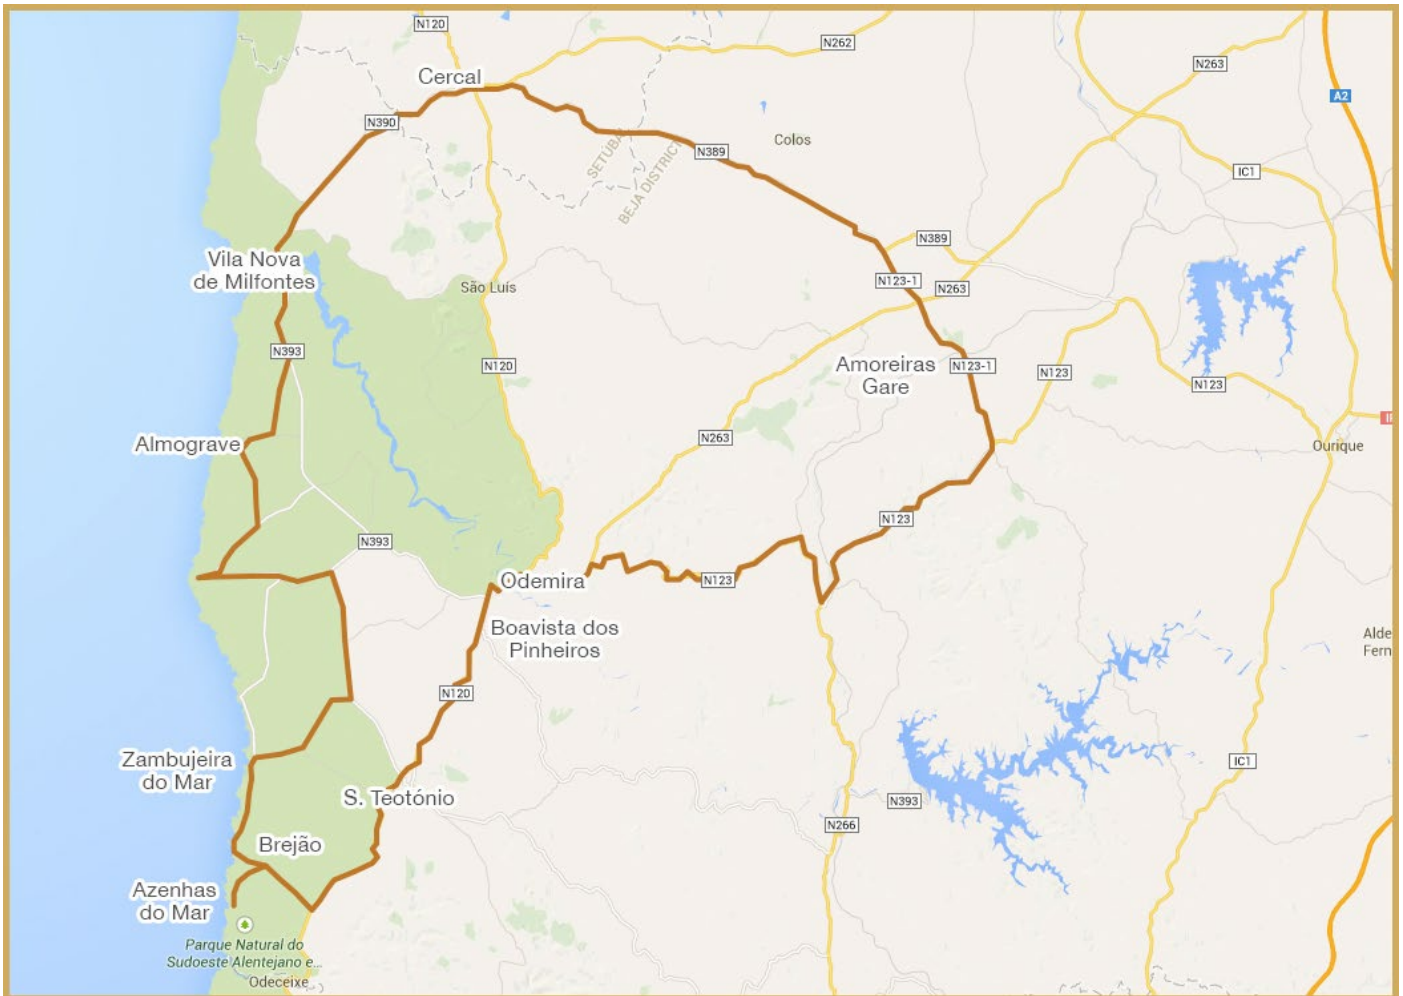 N120
N262
N263
Cercal
A2
N390
SETÚBAL
BEJA DISTRICT
N389
Colos
IC1
N389
Vila Nova
de Milfontes
São Luís
N123-1
N263
N393
N120
Amoreiras
Gare
N123-1
N123
N123
Almograve
N263
Ourique
N393
N123
Odemira
N123
Boavista dos
Pinheiros
Alde
Fern
N120
Zambujeira
do Mar
S. Teotónio
IC1
N393
N266
Brejão
Azenhas
do Mar
Parque Natural do
Sudoeste Alentejano e...
Odeceixe